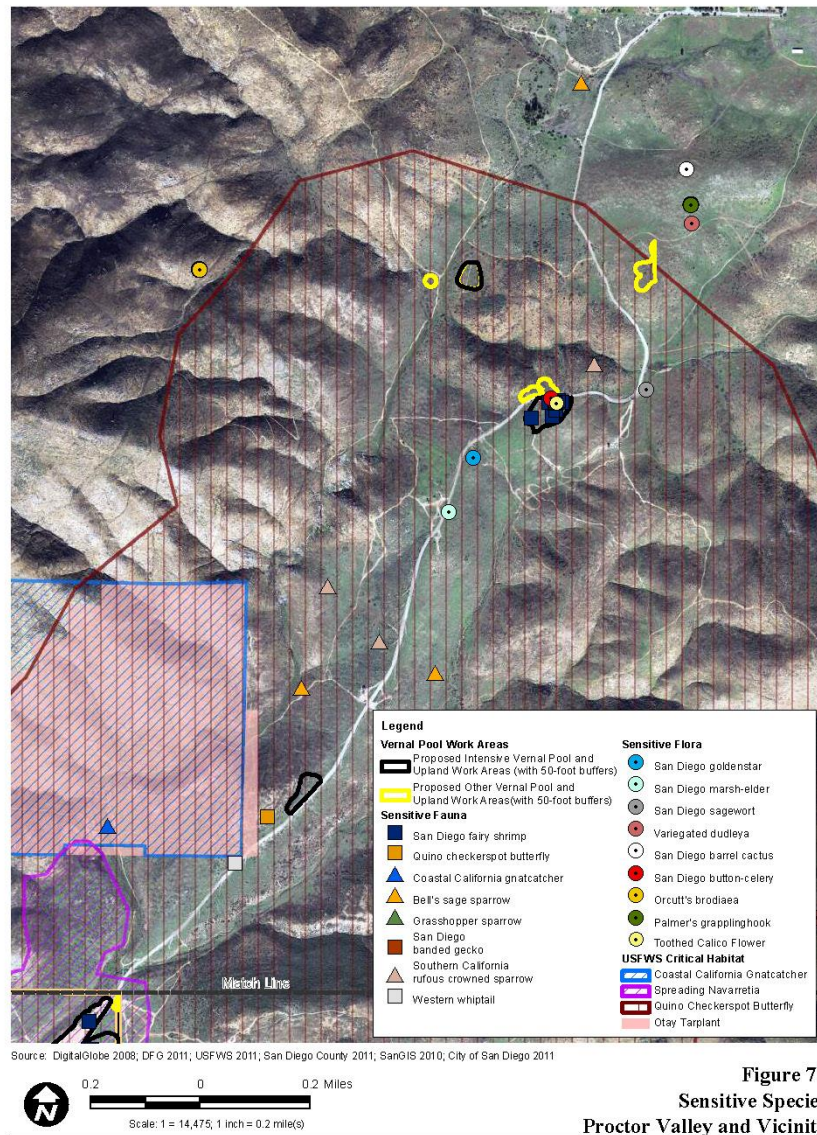 Match Line
Legend
Vernal Pool Work Areas
Proposed Intensive Vernal Pool and
Upland Work Areas (with 50-foot buffers)
Proposed Other Vernal Pool and
Upland Work Areas(with 50-foot buffers)
Sensitive Fauna
San Diego fairy shrimp
Quino checkerspot butterfly
Coastal California gnatcatcher
Bell's sage sparrow
Grasshopper sparrow
San Diego
banded gecko
Southern California
rufous crowned sparrow
Western whiptail
Sensitive Flora
San Diego goldenstar
San Diego marsh-elder
San Diego sagewort
Variegated dudleya
San Diego barrel cactus
San Diego button-celery
Orcutt's brodiaea
Palmer's grapplinghook
Toothed Calico Flower
USFWS Critical Habitat
Coastal California Gnatcatcher
Spreading Navarretia
Quino Checkerspot Butterfly
Otay Tarplant
Source: DigitalGlobe 2008; DFG 2011; USFWS 2011; San Diego County 2011; SanGIS 2010; City of San Diego 2011
N
0.2 0 0.2 Miles
Scale: 1 = 14,475; 1 inch = 0.2 mile(s)
Figure 7
Sensitive Specie
Proctor Valley and Vicinit